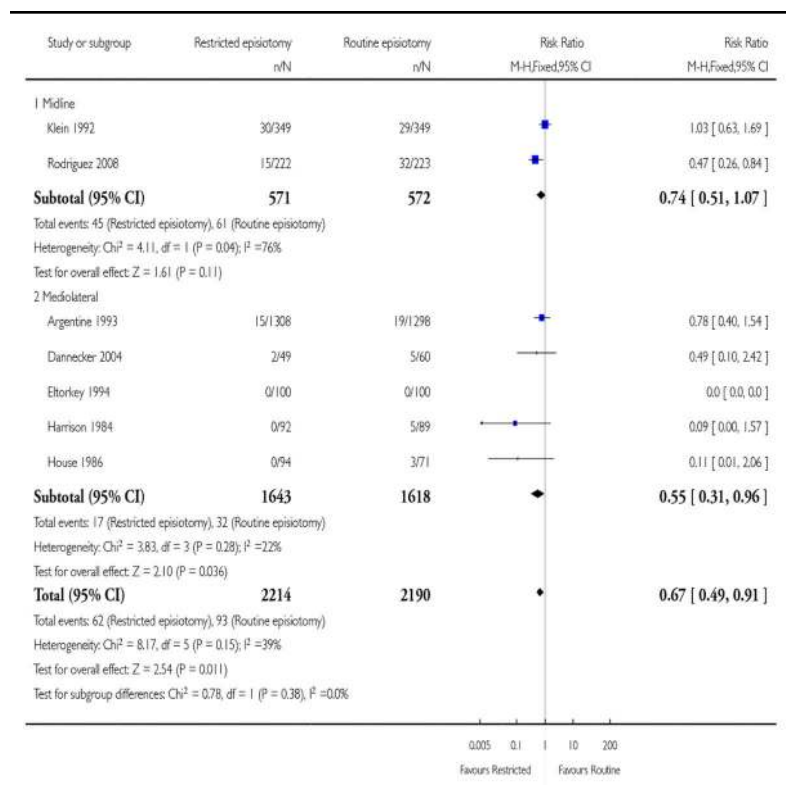 Study or subgroup Restricted episiotomy Routine episiotomy Risk Ratio Risk Ratio
n/N n/N M-H,Fixed,95% CI M-H,Fixed,95% CI
1 Midline
Klein 1992 30/349 29/349 1.03 [ 0.63, 1.69 ]
Rodriguez 2008 15/222 32/223 0.47 [ 0.26, 0.84 ]
Subtotal (95% CI) 571 572 0.74 [ 0.51, 1.07 ]
Total events: 45 (Restricted episiotomy), 61 (Routine episiotomy)
Heterogeneity: Chi² = 4.11, df = 1 (P = 0.04); I² =76%
Test for overall effect: Z = 1.61 (P = 0.11)
2 Mediolateral
Argentine 1993 15/1308 19/1298 0.78 [ 0.40, 1.54 ]
Dannecker 2004 2/49 5/60 0.49 [ 0.10, 2.42 ]
Eltorkey 1994 0/100 0/100 0.0 [ 0.0, 0.0 ]
Harrison 1984 0/92 5/89 0.09 [ 0.00, 1.57 ]
House 1986 0/94 3/71 0.11 [ 0.01, 2.06 ]
Subtotal (95% CI) 1643 1618 0.55 [ 0.31, 0.96 ]
Total events: 17 (Restricted episiotomy), 32 (Routine episiotomy)
Heterogeneity: Chi² = 3.83, df = 3 (P = 0.28); I² =22%
Test for overall effect: Z = 2.10 (P = 0.036)
Total (95% CI) 2214 2190 0.67 [ 0.49, 0.91 ]
Total events: 62 (Restricted episiotomy), 93 (Routine episiotomy)
Heterogeneity: Chi² = 8.17, df = 5 (P = 0.15); I² =39%
Test for overall effect: Z = 2.54 (P = 0.011)
Test for subgroup differences: Chi² = 0.78, df = 1 (P = 0.38), I² =0.0%
0.005 0.1 1 10 200
Favours Restricted Favours Routine